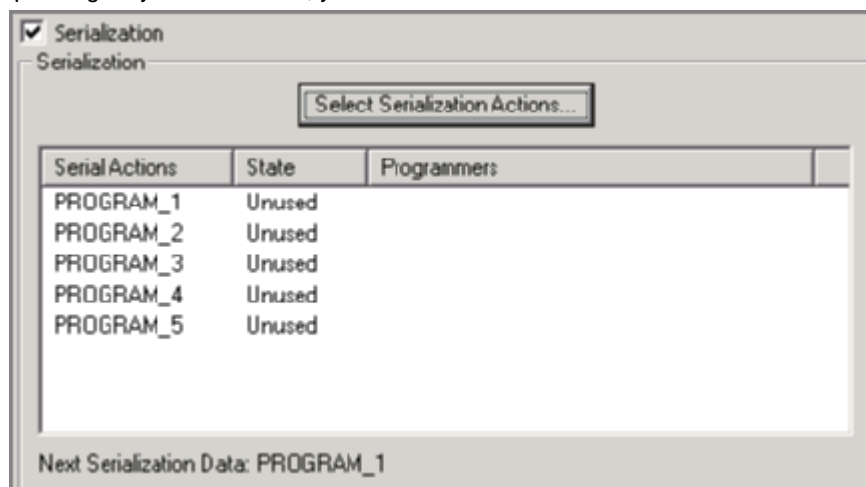 Serialization
Serialization
Select Serialization Actions...
Serial Actions State Programmers
PROGRAM_1 Unused
PROGRAM_2 Unused
PROGRAM_3 Unused
PROGRAM_4 Unused
PROGRAM_5 Unused
Next Serialization Data: PROGRAM_1